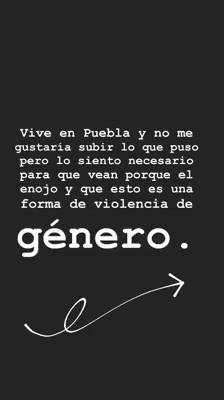 Vive en Puebla y no me
gustaría subir lo que puso
pero lo siento necesario
para que vean porque el
enojo y que esto es una
forma de violencia de
género.